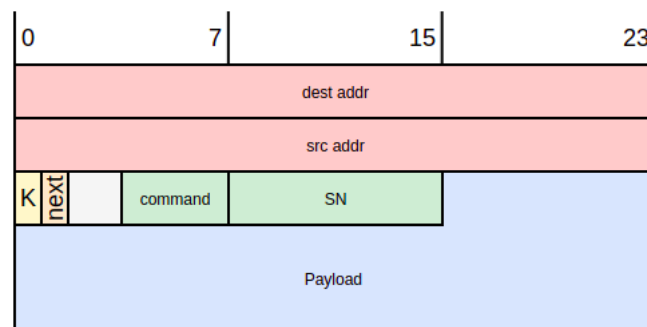 0 7 15 23
dest addr
src addr
K next command SN
Payload